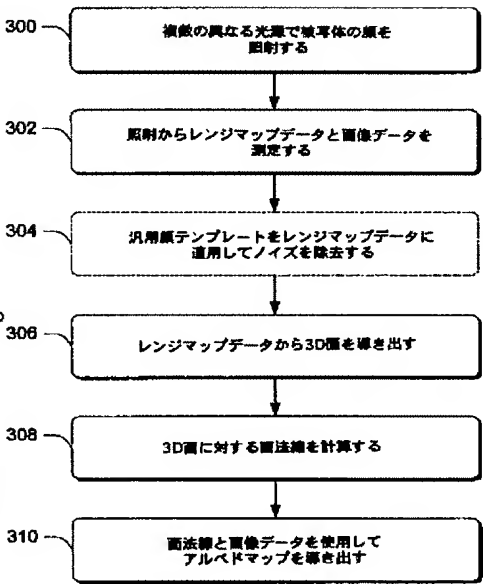 300
複数の異なる光源で被写体の顔を
照射する
302
照射からレンジマップデータと画像データを
測定する
304
汎用顔テンプレートをレンジマップデータに
適用してノイズを除去する
306
レンジマップデータから3D面を導き出す
308
3D面に対する面法線を計算する
310
面法線と画像データを使用して
アルベドマップを導き出す